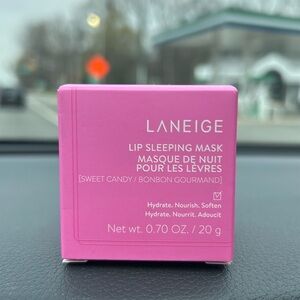 LANEIGE
LIP SLEEPING MASK
MASQUE DE NUIT
POUR LES LÈVRES
[SWEET CANDY / BONBON GOURMAND]
Hydrate. Nourish. Soften
Hydrate. Nourrit. Adoucit
Net wt. 0.70 OZ. / 20 g